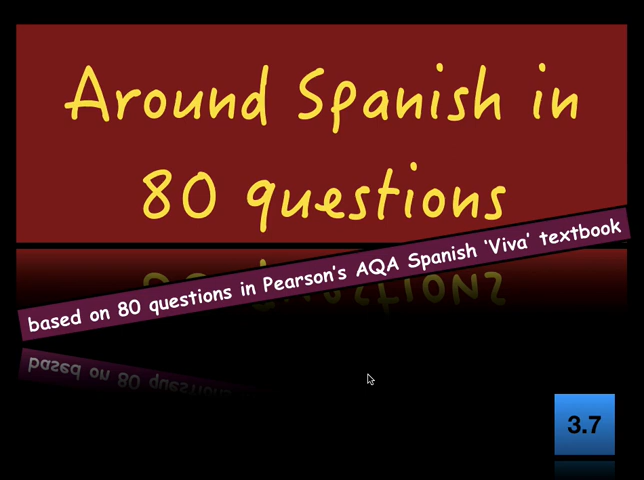 Around Spanish in
80 questions
based on 80 questions in Pearson's AQA Spanish 'Viva' textbook
3.7